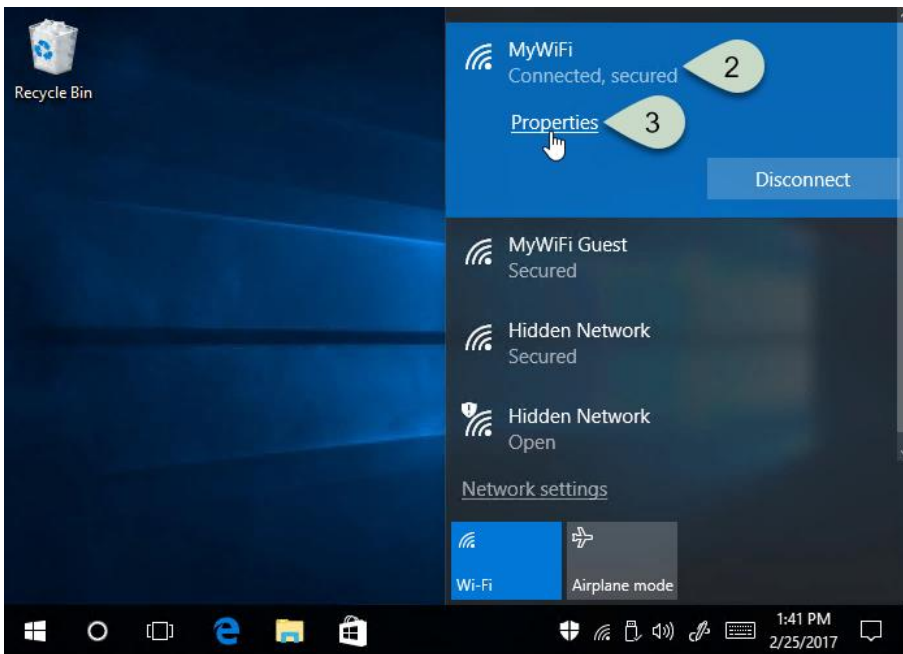 Recycle Bin
MyWiFi
Connected, secured
2
Properties
3
Disconnect
MyWiFi Guest
Secured
Hidden Network
Secured
Hidden Network
Open
Network settings
Wi-Fi
Airplane mode
1:41 PM
2/25/2017